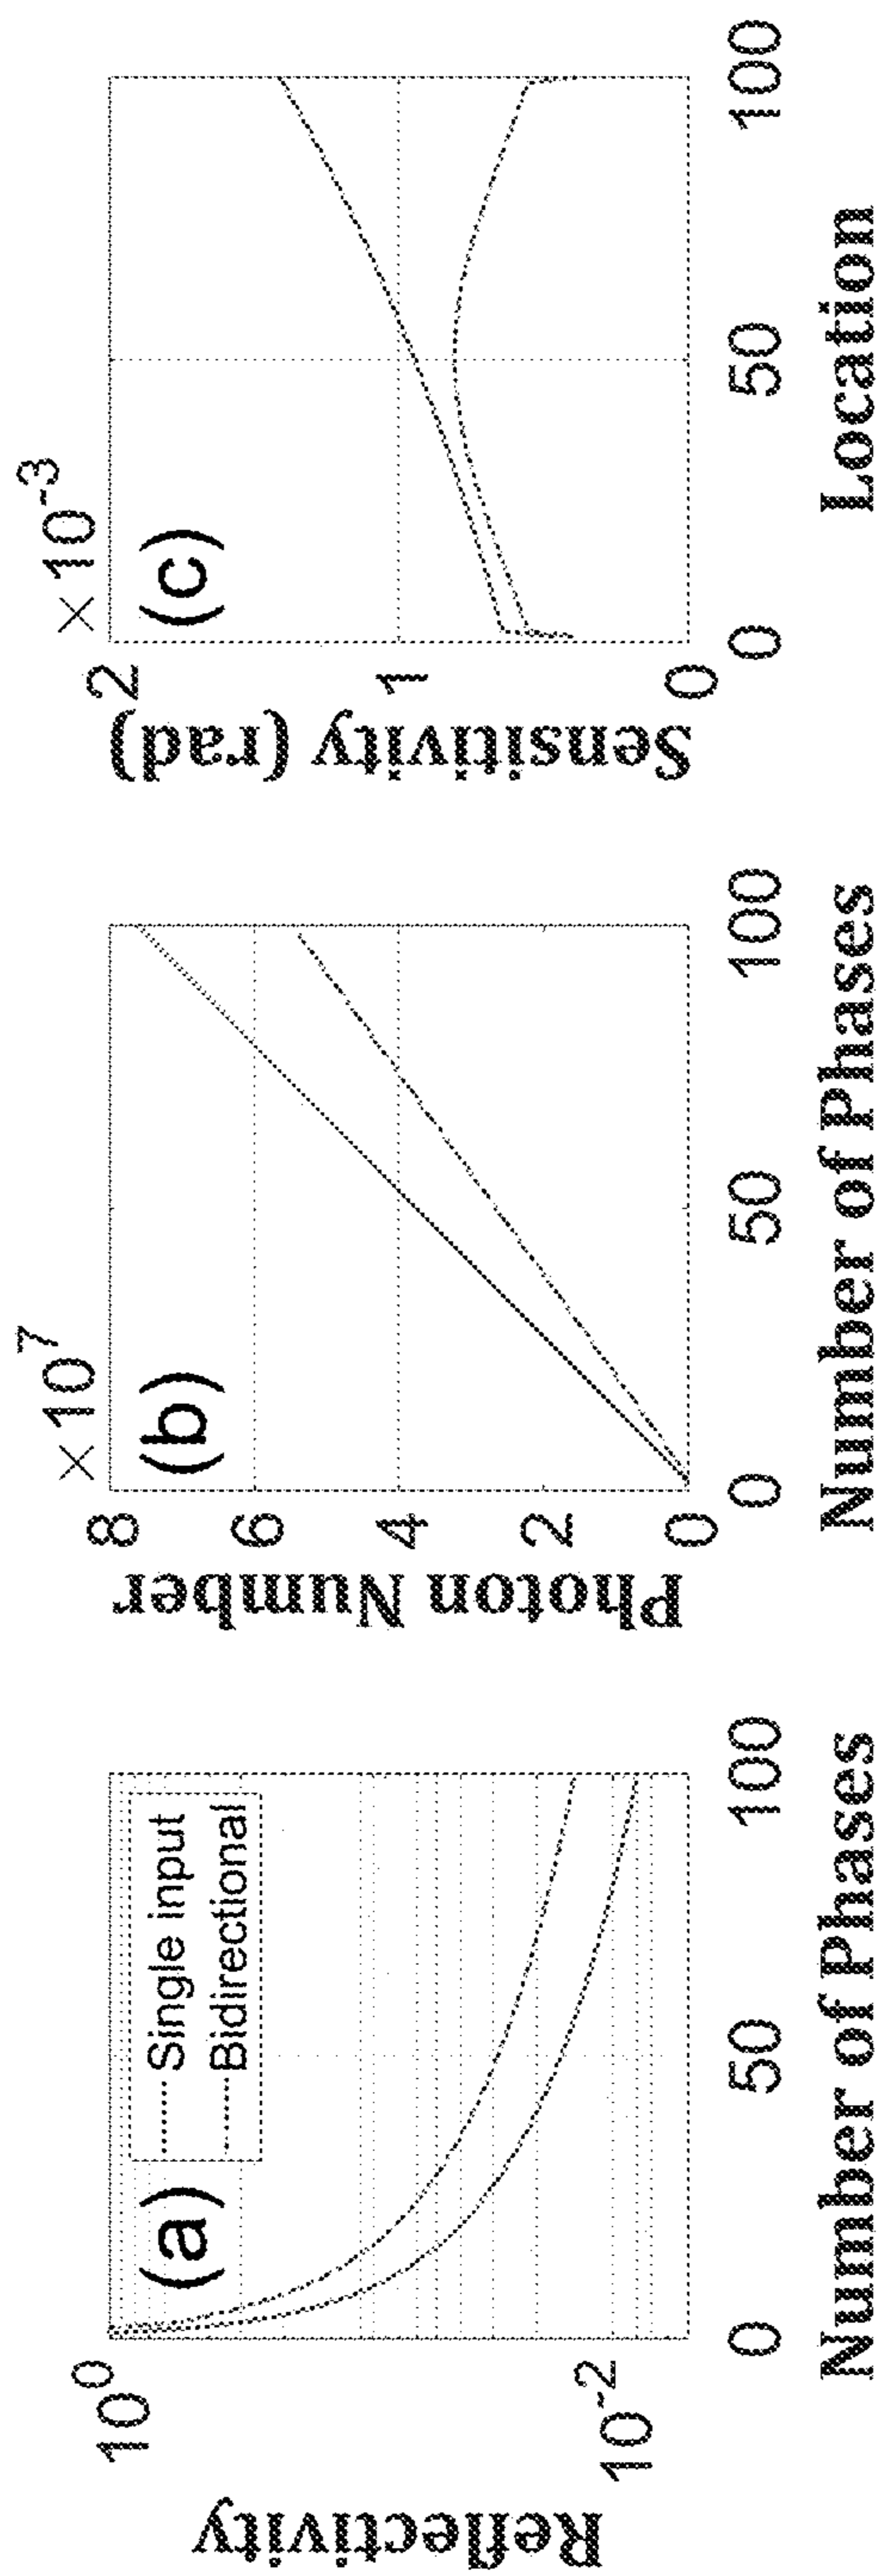 (a)
Single input
Bidirectional
10^0
10^-2
Reflectivity
0
50
100
Number of Phases
×10^7
(b)
8
6
4
2
0
Photon Number
0
50
100
Number of Phases
×10^-3
(c)
2
1
0
Sensitivity (rad)
0
50
100
Location